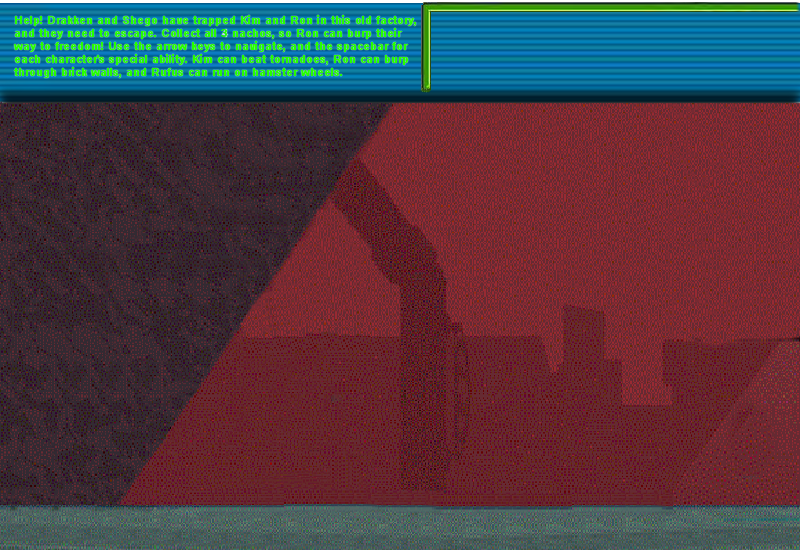 Help! Drakken and Shego have trapped Kim and Ron in this old factory,
and they need to escape. Collect all 4 nachos, so Ron can burp their
way to freedom! Use the arrow keys to navigate, and the spacebar for
each character's special ability. Kim can beat tornadoes, Ron can burp
through brick walls, and Rufus can run on hamster wheels.